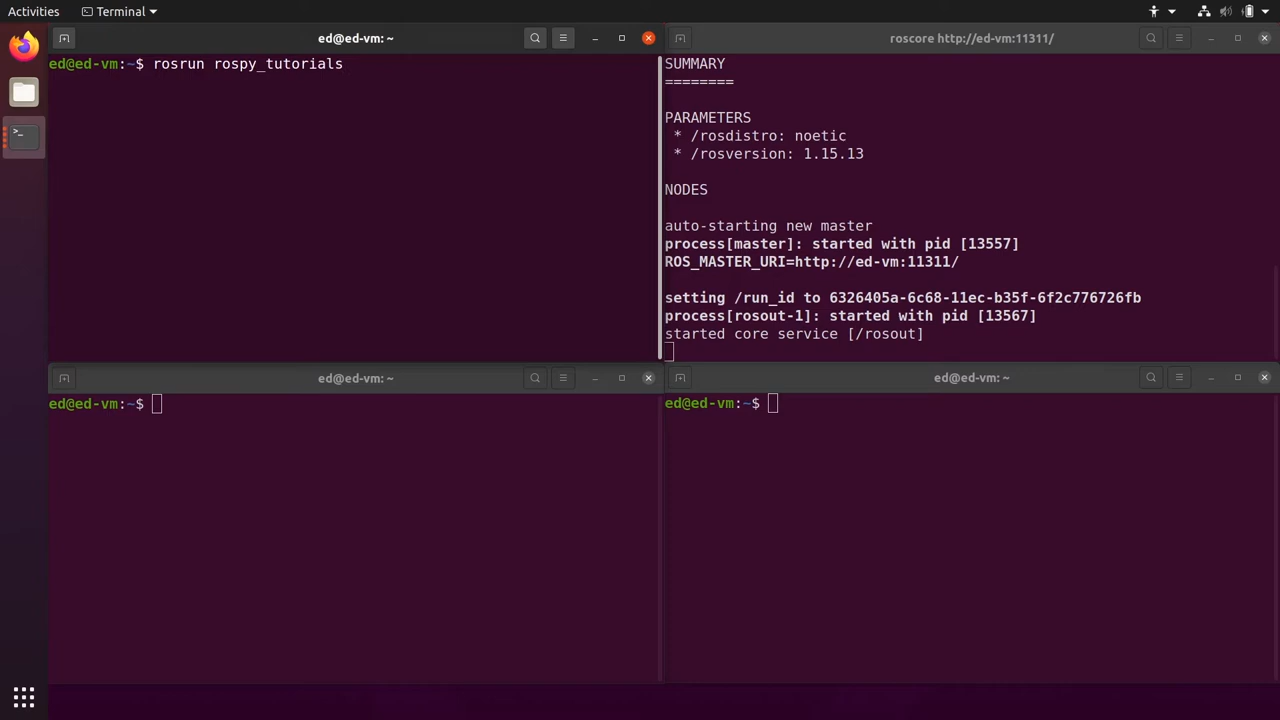 Activities
Terminal
ed@ed-vm: ~
ed@ed-vm:~$ rosrun rospy_tutorials
roscore http://ed-vm:11311/
SUMMARY
========
PARAMETERS
* /rosdistro: noetic
* /rosversion: 1.15.13
NODES
auto-starting new master
process[master]: started with pid [13557]
ROS_MASTER_URI=http://ed-vm:11311/
setting /run_id to 6326405a-6c68-11ec-b35f-6f2c776726fb
process[rosout-1]: started with pid [13567]
started core service [/rosout]
ed@ed-vm: ~
ed@ed-vm:~$
ed@ed-vm: ~
ed@ed-vm:~$